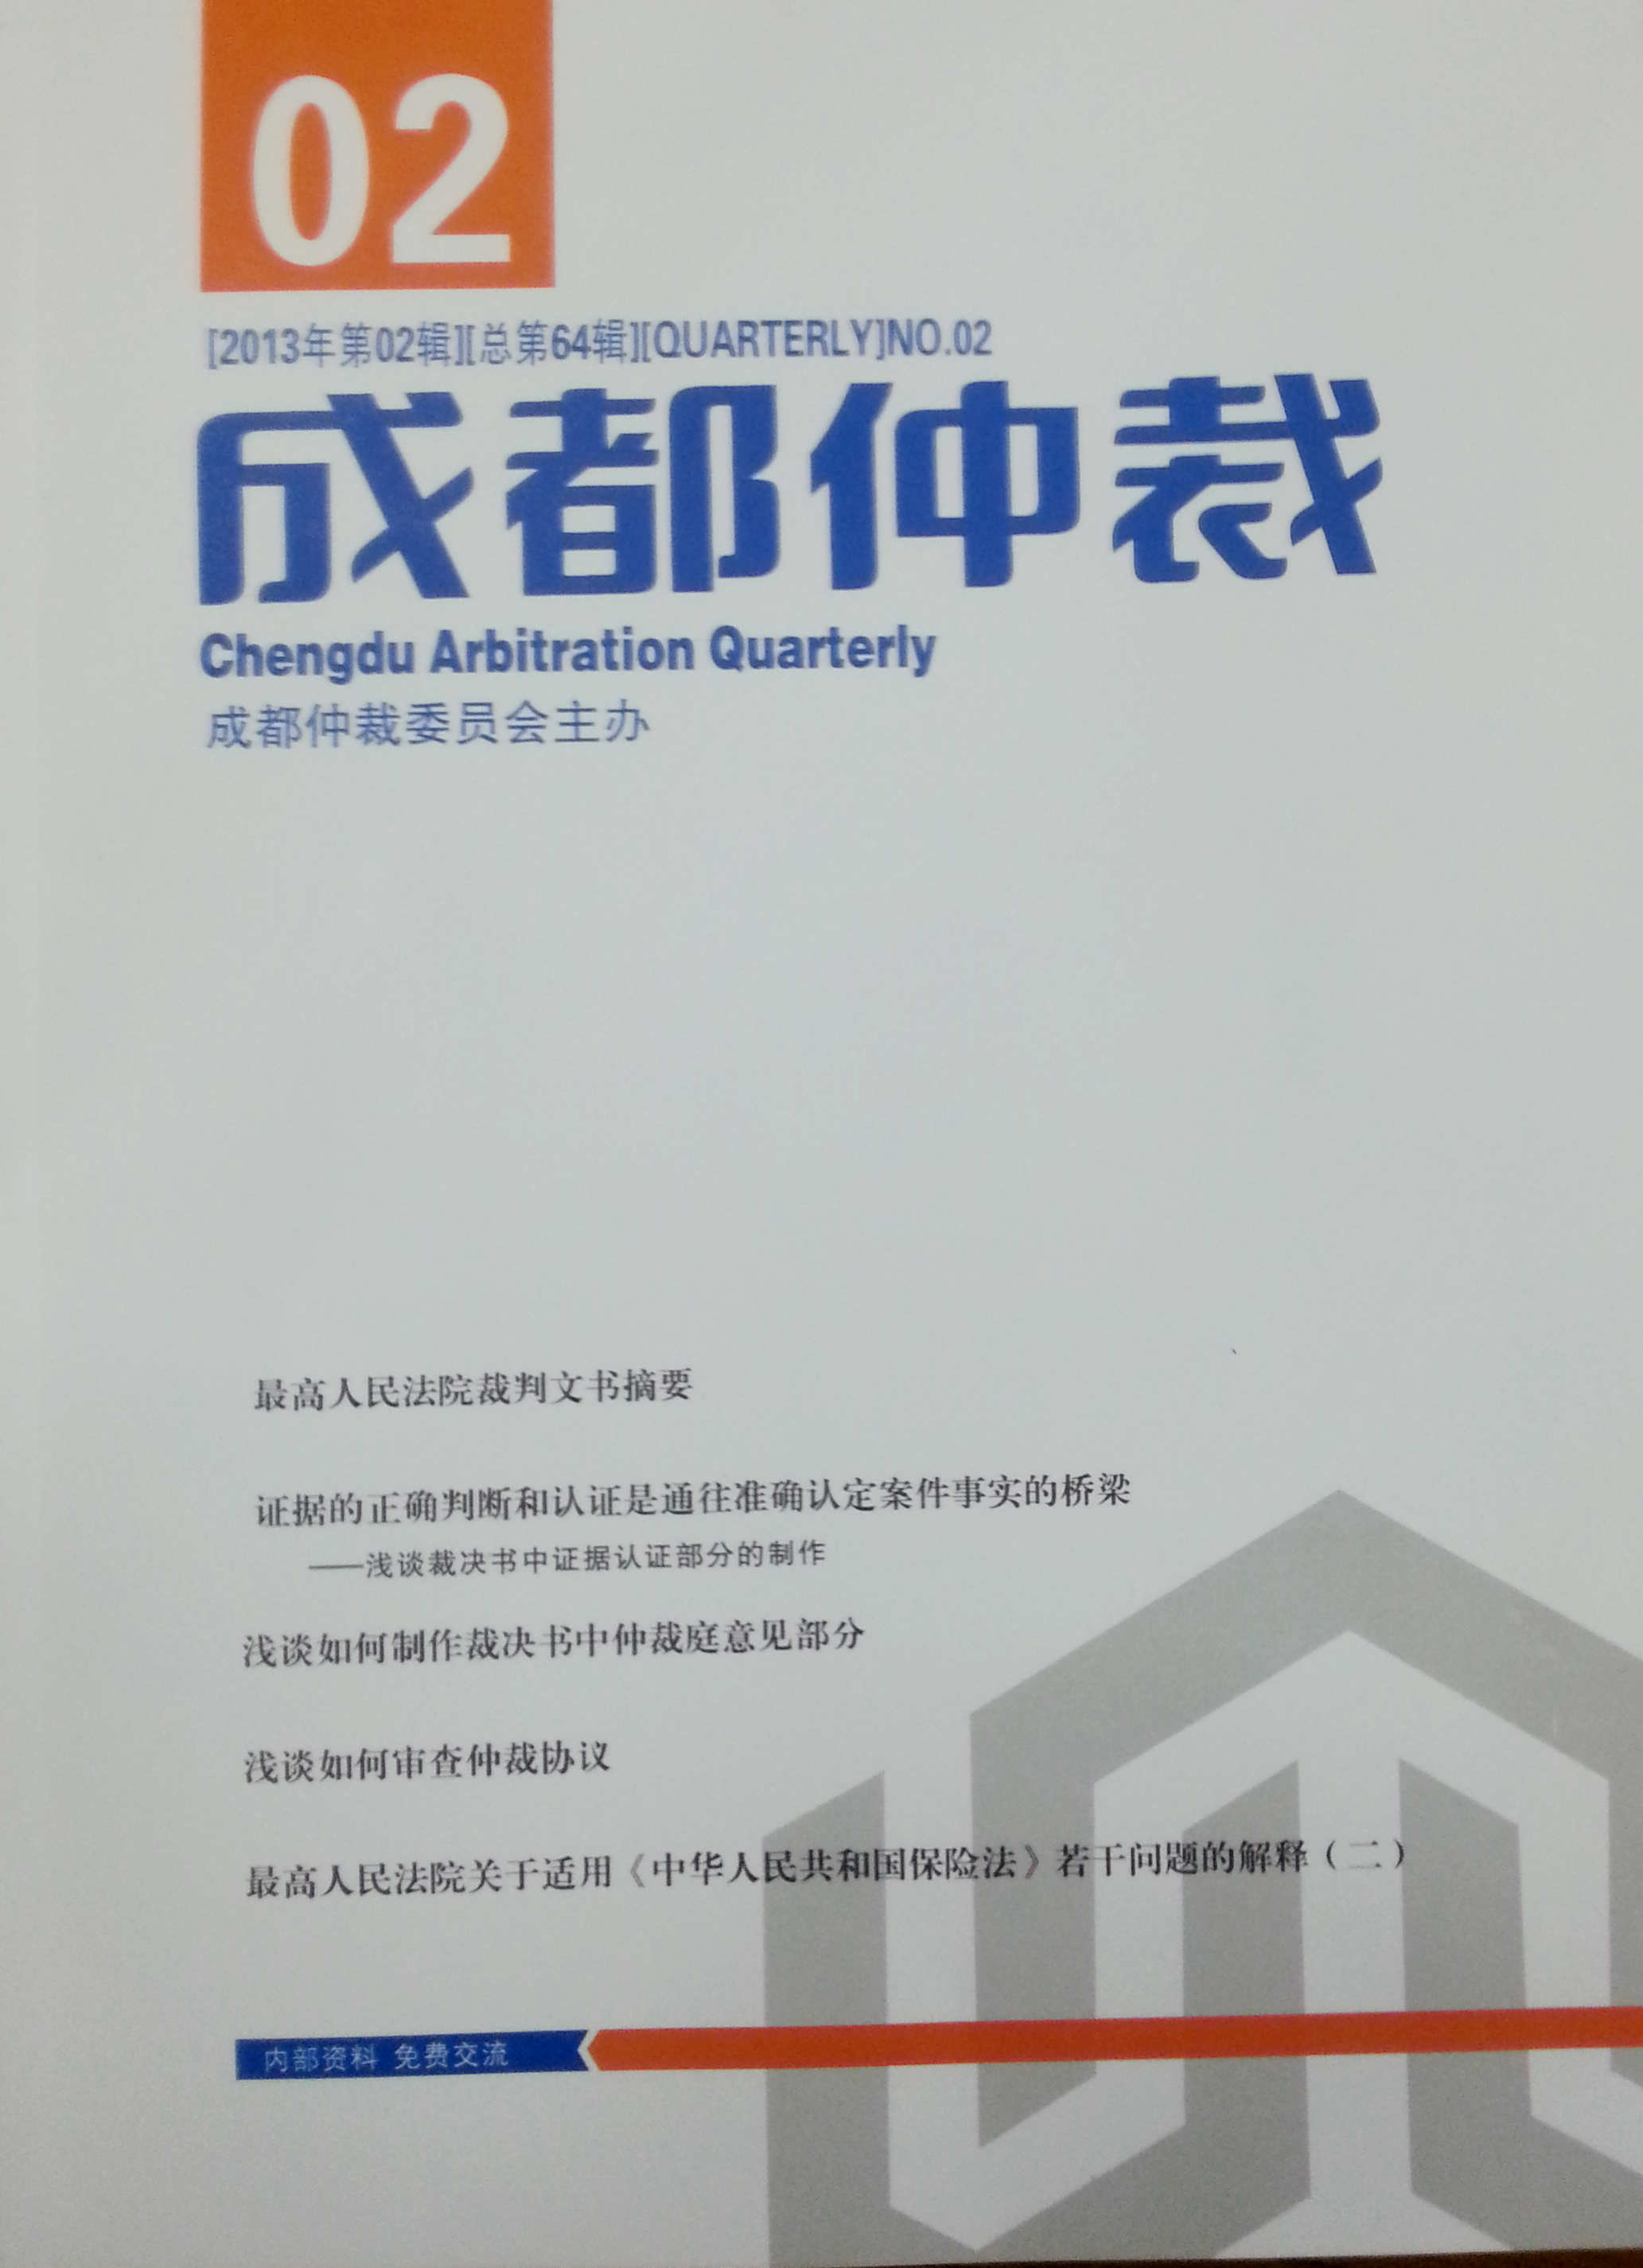 02
[2013年第02辑][总第64辑][QUARTERLY]NO.02
成都仲裁
Chengdu Arbitration Quarterly
成都仲裁委员会主办
最高人民法院裁判文书摘要
证据的正确判断和认证是通往准确认定案件事实的桥梁
——浅谈裁决书中证据认证部分的制作
浅谈如何制作裁决书中仲裁庭意见部分
浅谈如何审查仲裁协议
最高人民法院关于适用《中华人民共和国保险法》若干问题的解释（二）
内部资料 免费交流